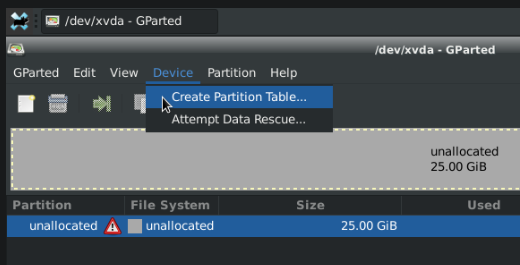 /dev/xvda - GParted
/dev/xvda - GParted
GParted Edit View Device Partition Help
Create Partition Table...
Attempt Data Rescue...
unallocated
25.00 GiB
Partition File System Size Used
unallocated unallocated 25.00 GiB